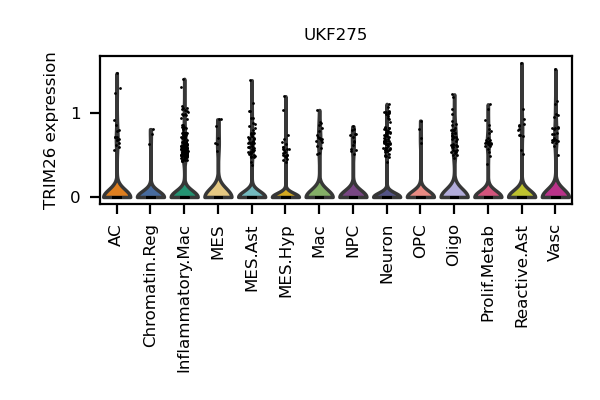 UKF275
TRIM26 expression
1
0
AC
Chromatin.Reg
Inflammatory.Mac
MES
MES.Ast
MES.Hyp
Mac
NPC
Neuron
OPC
Oligo
Prolif.Metab
Reactive.Ast
Vasc